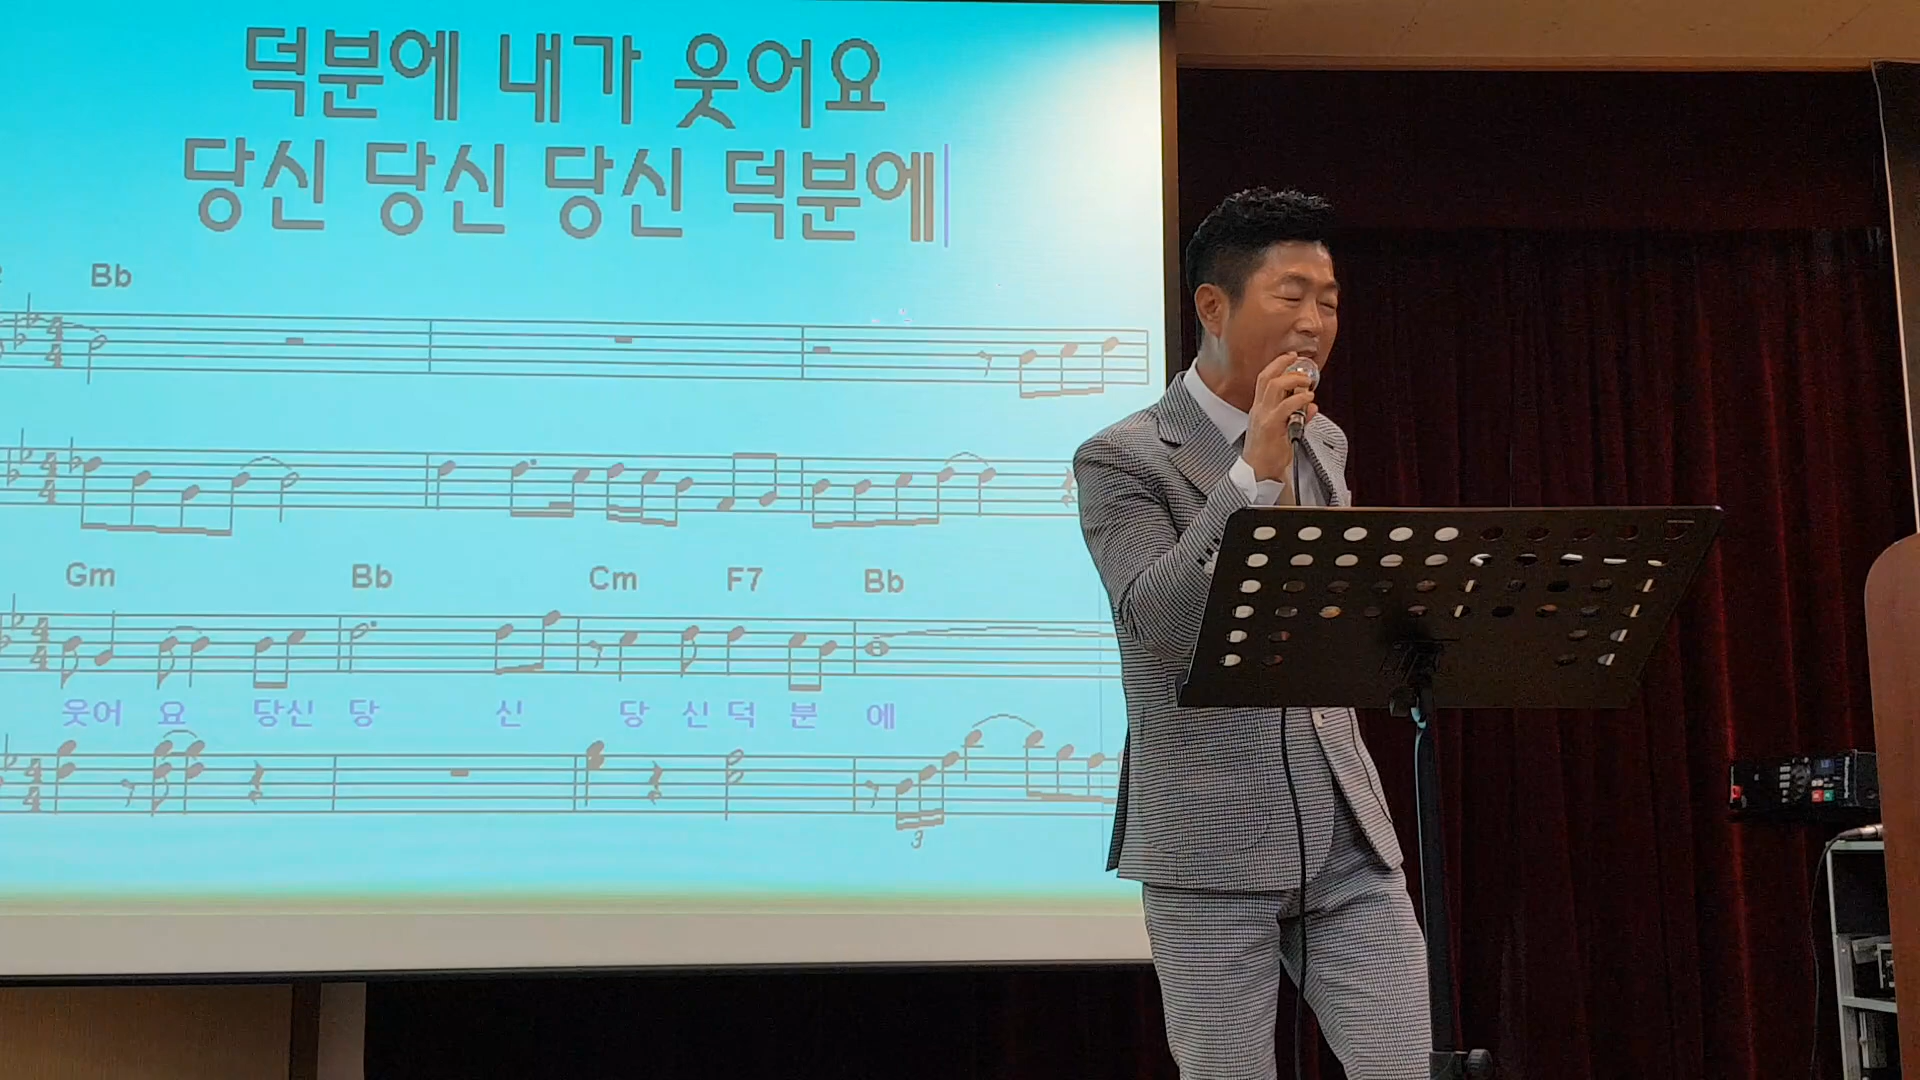 덕분에 내가 웃어요
당신 당신 당신 덕분에
Bb
Gm Bb Cm F7 Bb
웃어 요 당신 당 신 당 신 덕 분 에
3